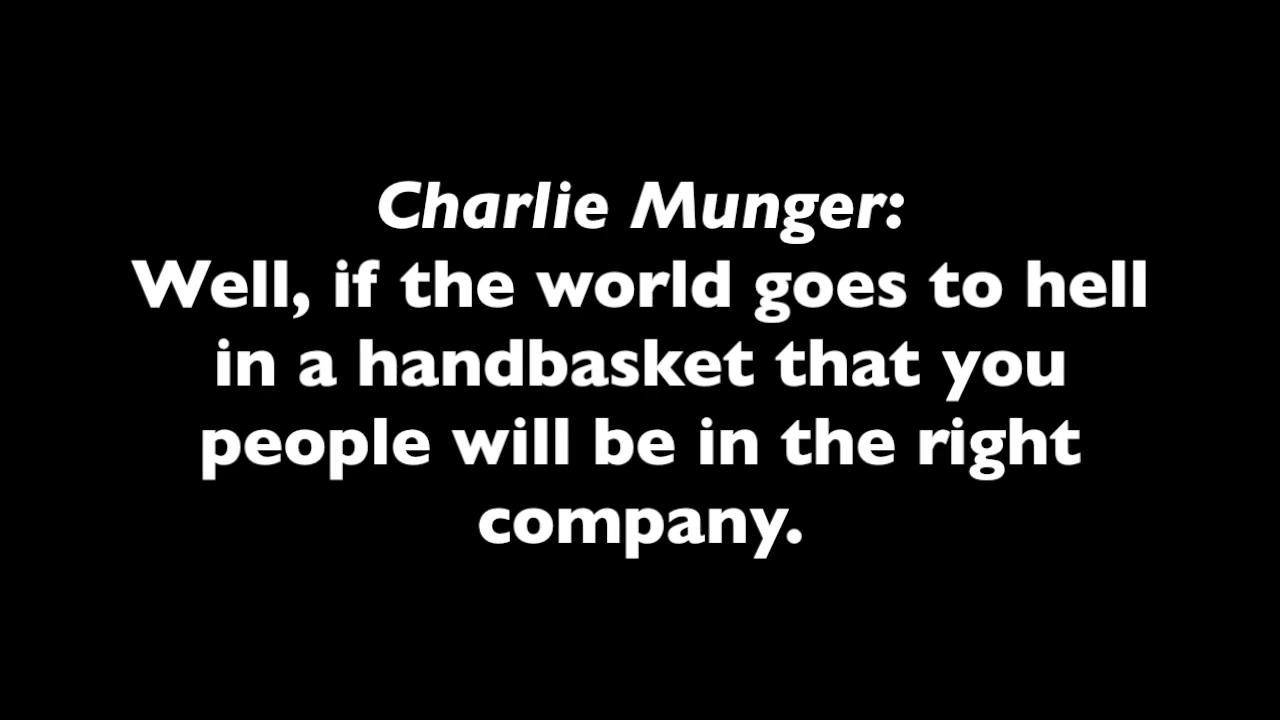 Charlie Munger:
Well, if the world goes to hell
in a handbasket that you
people will be in the right
company.